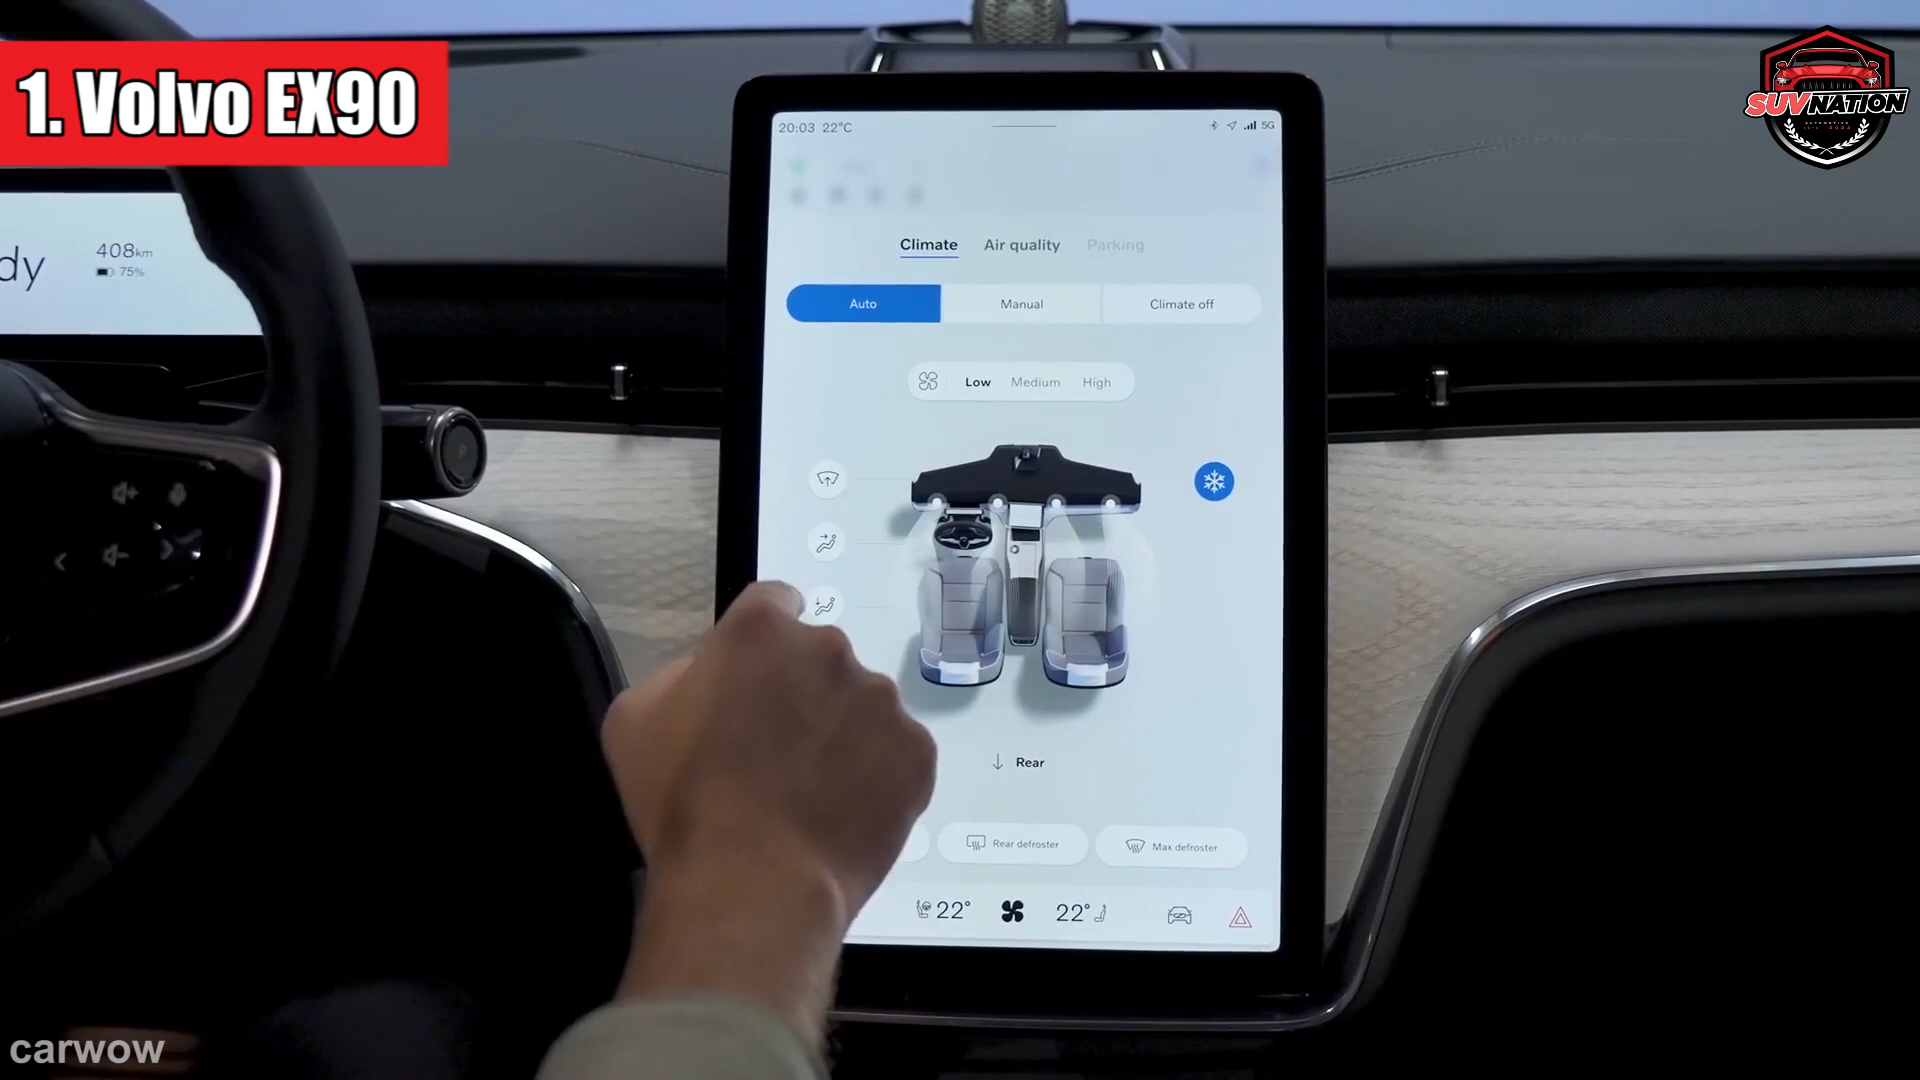 1. Volvo EX90
SUVNATION
20:03 22°C
5G
dy
408km
75%
Climate Air quality Parking
Auto Manual Climate off
Low Medium High
P
Rear
Rear defroster Max defroster
22° 22°
carwow